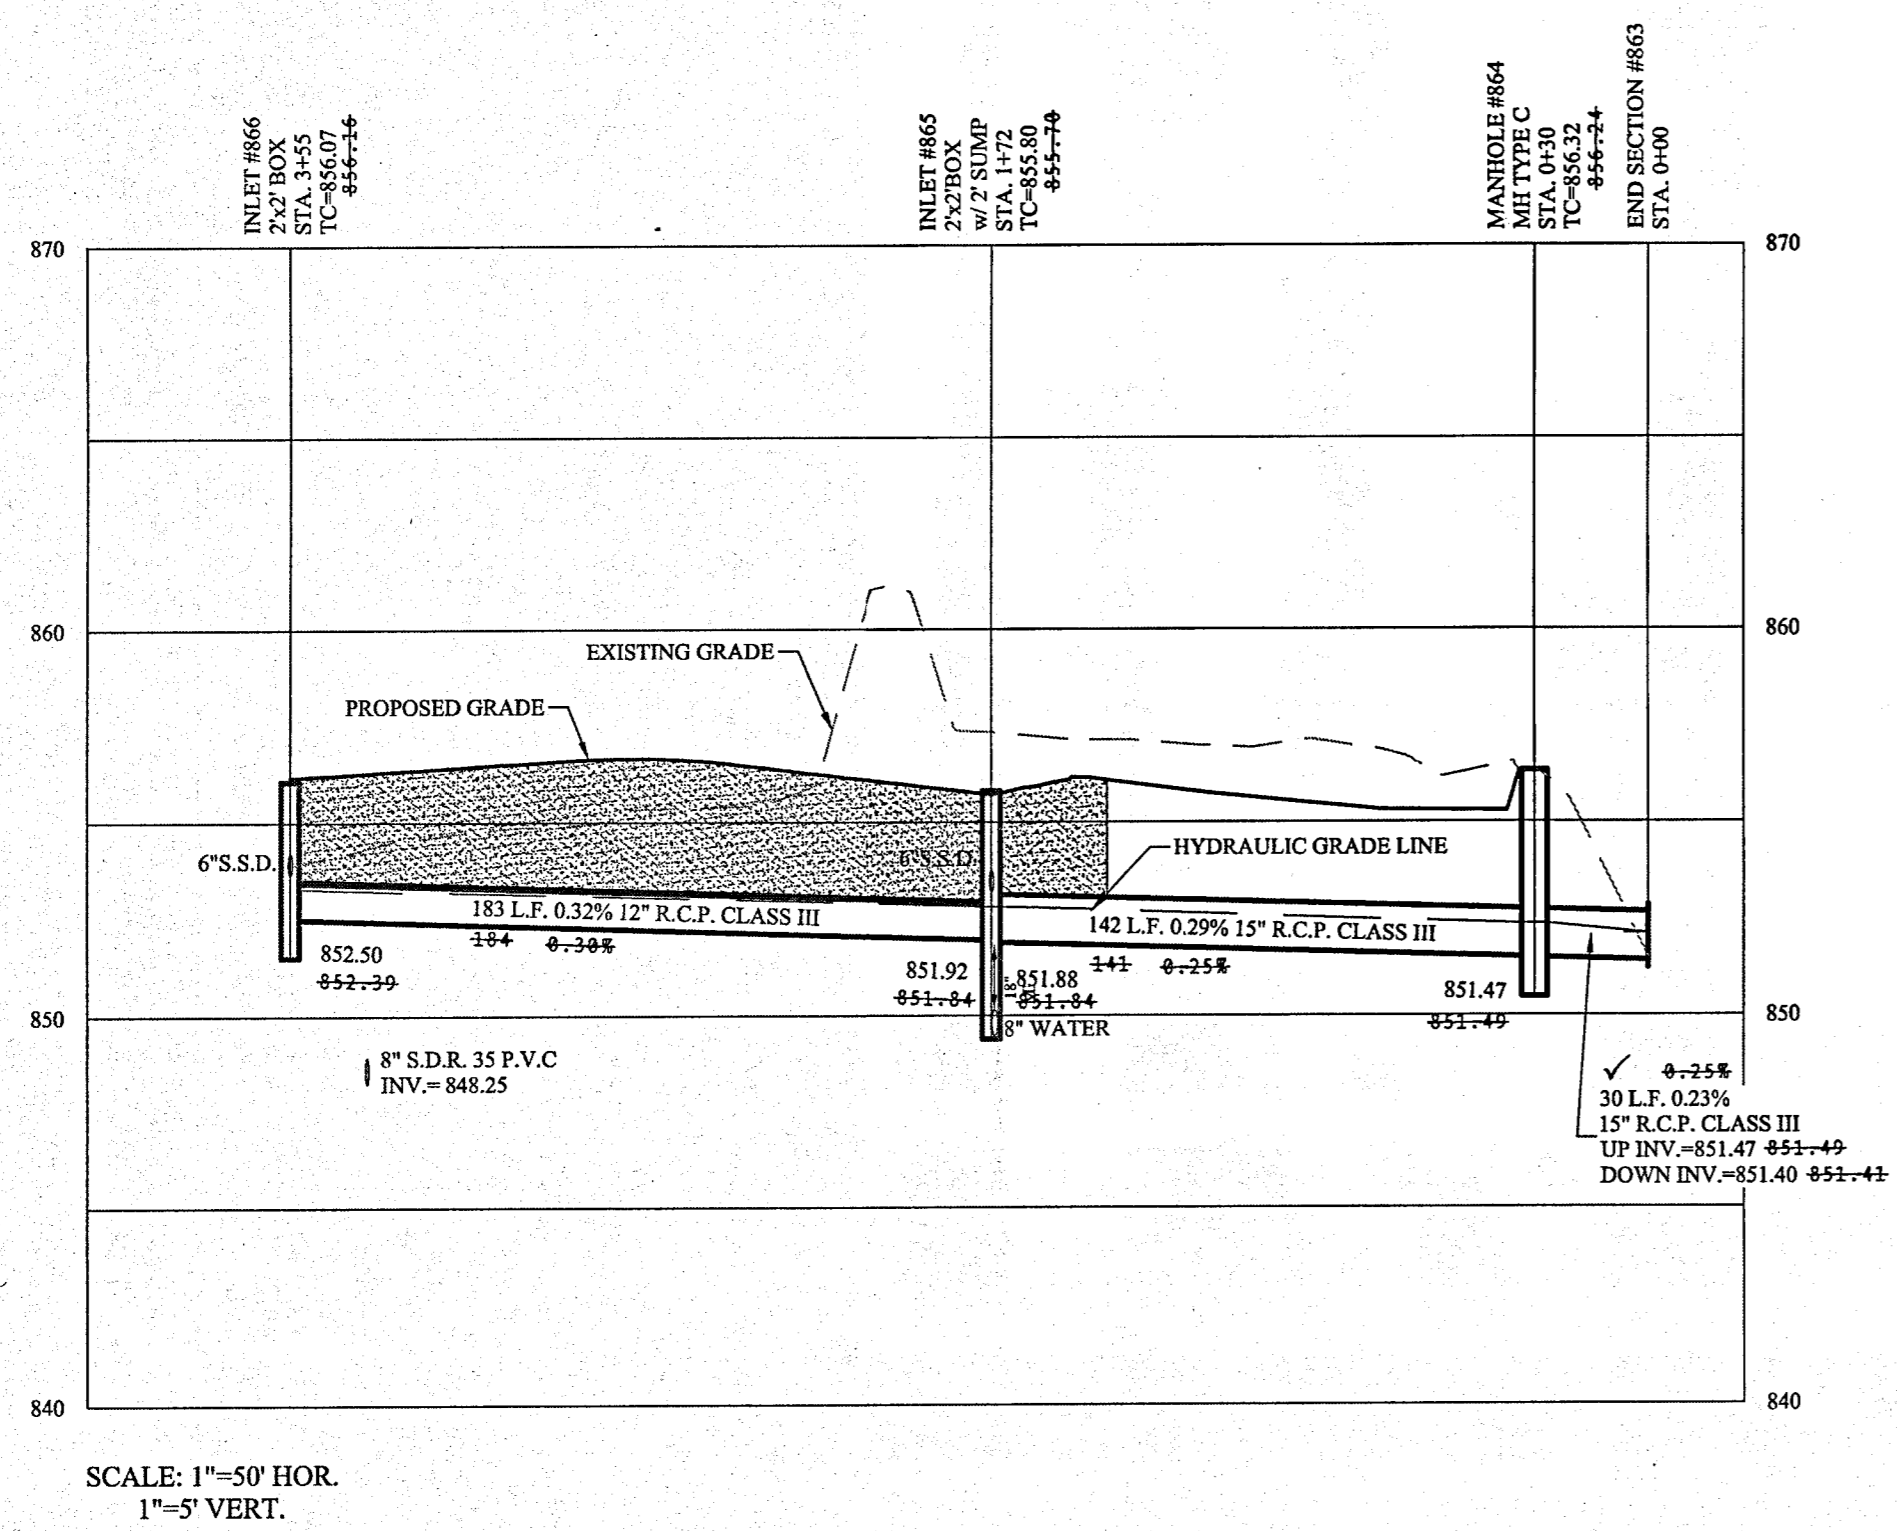 INLET #866
2'x2' BOX
STA. 3+55
TC=856.07
856.16
INLET #865
2'x2'BOX
w/ 2' SUMP
STA. 1+72
TC=855.80
855.70
MANHOLE #864
MH TYPE C
STA. 0+30
TC=856.32
856.24
END SECTION #863
STA. 0+00
870
870
860
860
EXISTING GRADE
PROPOSED GRADE
HYDRAULIC GRADE LINE
6"S.S.D.
6"S.S.D.
183 L.F. 0.32% 12" R.C.P. CLASS III
184 0.30%
142 L.F. 0.29% 15" R.C.P. CLASS III
141 0.25%
852.50
852.39
851.92
851.84
851.88
851.84
18"
8" WATER
851.47
851.49
850
850
8" S.D.R. 35 P.V.C
INV.= 848.25
✓ 0.25%
30 L.F. 0.23%
15" R.C.P. CLASS III
UP INV.=851.47 851.49
DOWN INV.=851.40 851.41
840
840
SCALE: 1"=50' HOR.
1"=5' VERT.